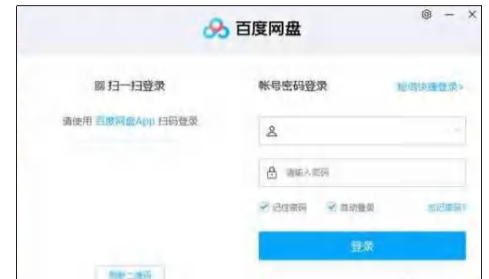 百度网盘
扫一扫登录
请使用 百度网盘App 扫码登录
帐号密码登录
短信快捷登录>
请输入密码
记住密码
自动登录
忘记密码?
登录
刷新二维码